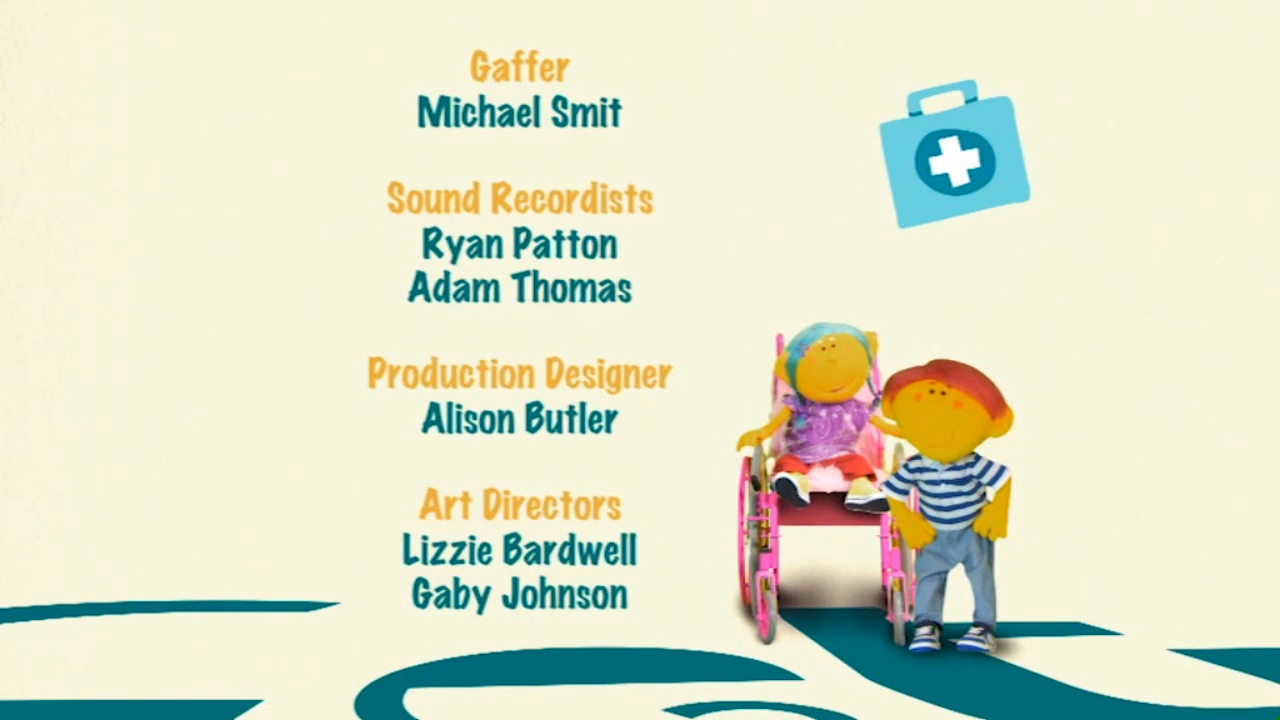 Gaffer
Michael Smit
Sound Recordists
Ryan Patton
Adam Thomas
Production Designer
Alison Butler
Art Directors
Lizzie Bardwell
Gaby Johnson